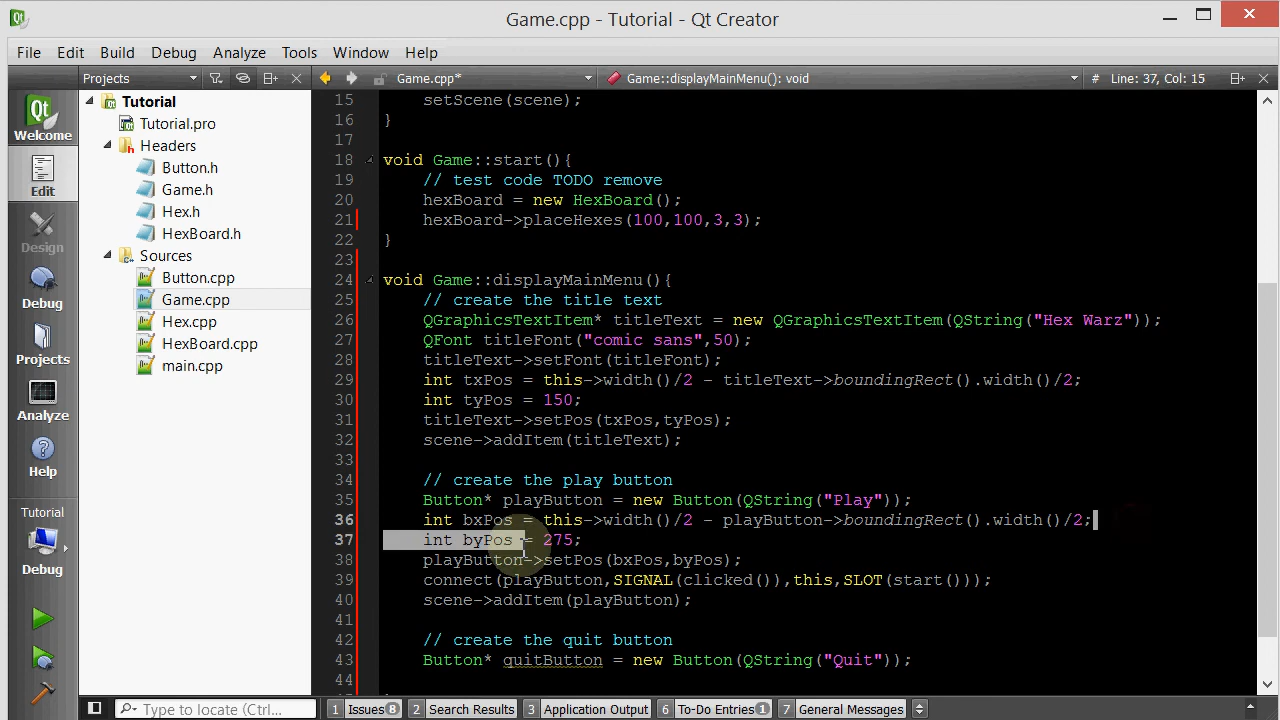 Game.cpp - Tutorial - Qt Creator
File Edit Build Debug Analyze Tools Window Help
Projects
Game.cpp*
Game::displayMainMenu(): void
# Line: 37, Col: 15
Qt
Welcome
Edit
Design
Debug
Projects
Analyze
Help
Tutorial
Debug
Tutorial
Tutorial.pro
Headers
Button.h
Game.h
Hex.h
HexBoard.h
Sources
Button.cpp
Game.cpp
Hex.cpp
HexBoard.cpp
main.cpp
15 setScene(scene);
16 }
17
18 void Game::start(){
19 // test code TODO remove
20 hexBoard = new HexBoard();
21 hexBoard->placeHexes(100,100,3,3);
22 }
23
24 void Game::displayMainMenu(){
25 // create the title text
26 QGraphicsTextItem* titleText = new QGraphicsTextItem(QString("Hex Warz"));
27 QFont titleFont("comic sans",50);
28 titleText->setFont(titleFont);
29 int txPos = this->width()/2 - titleText->boundingRect().width()/2;
30 int tyPos = 150;
31 titleText->setPos(txPos,tyPos);
32 scene->addItem(titleText);
33
34 // create the play button
35 Button* playButton = new Button(QString("Play"));
36 int bxPos = this->width()/2 - playButton->boundingRect().width()/2;
37 int byPos = 275;
38 playButton->setPos(bxPos,byPos);
39 connect(playButton,SIGNAL(clicked()),this,SLOT(start()));
40 scene->addItem(playButton);
41
42 // create the quit button
43 Button* quitButton = new Button(QString("Quit"));
44
Type to locate (Ctrl...
1 Issues 8
2 Search Results
3 Application Output
6 To-Do Entries 1
7 General Messages